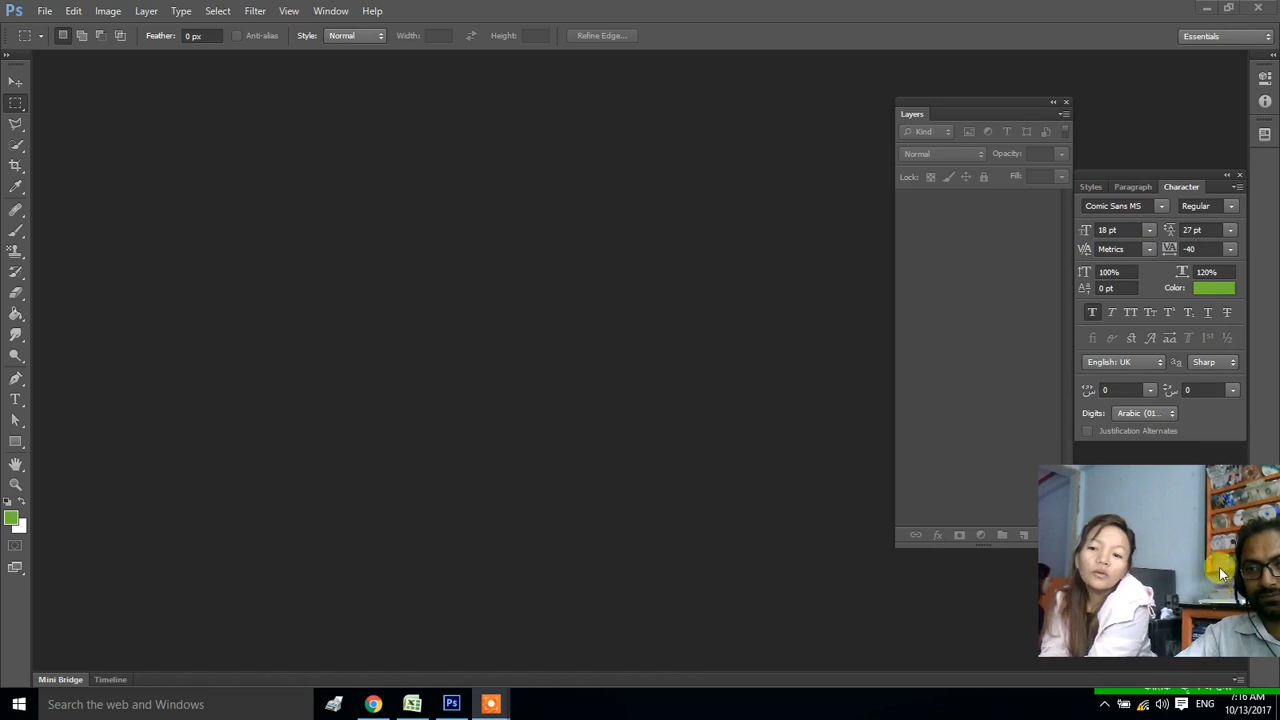 Ps File Edit Image Layer Type Select Filter View Window Help
Feather: 0 px Anti-alias Style: Normal Width: Height: Refine Edge... Essentials
Layers
Kind
Normal Opacity:
Lock: Fill:
Styles Paragraph Character
Comic Sans MS Regular
18 pt 27 pt
Metrics -40
100% 120%
0 pt Color:
English: UK Sharp
0 0
Digits: Arabic (01...
Justification Alternates
Mini Bridge Timeline
Search the web and Windows
ENG
7:16 AM
10/13/2017